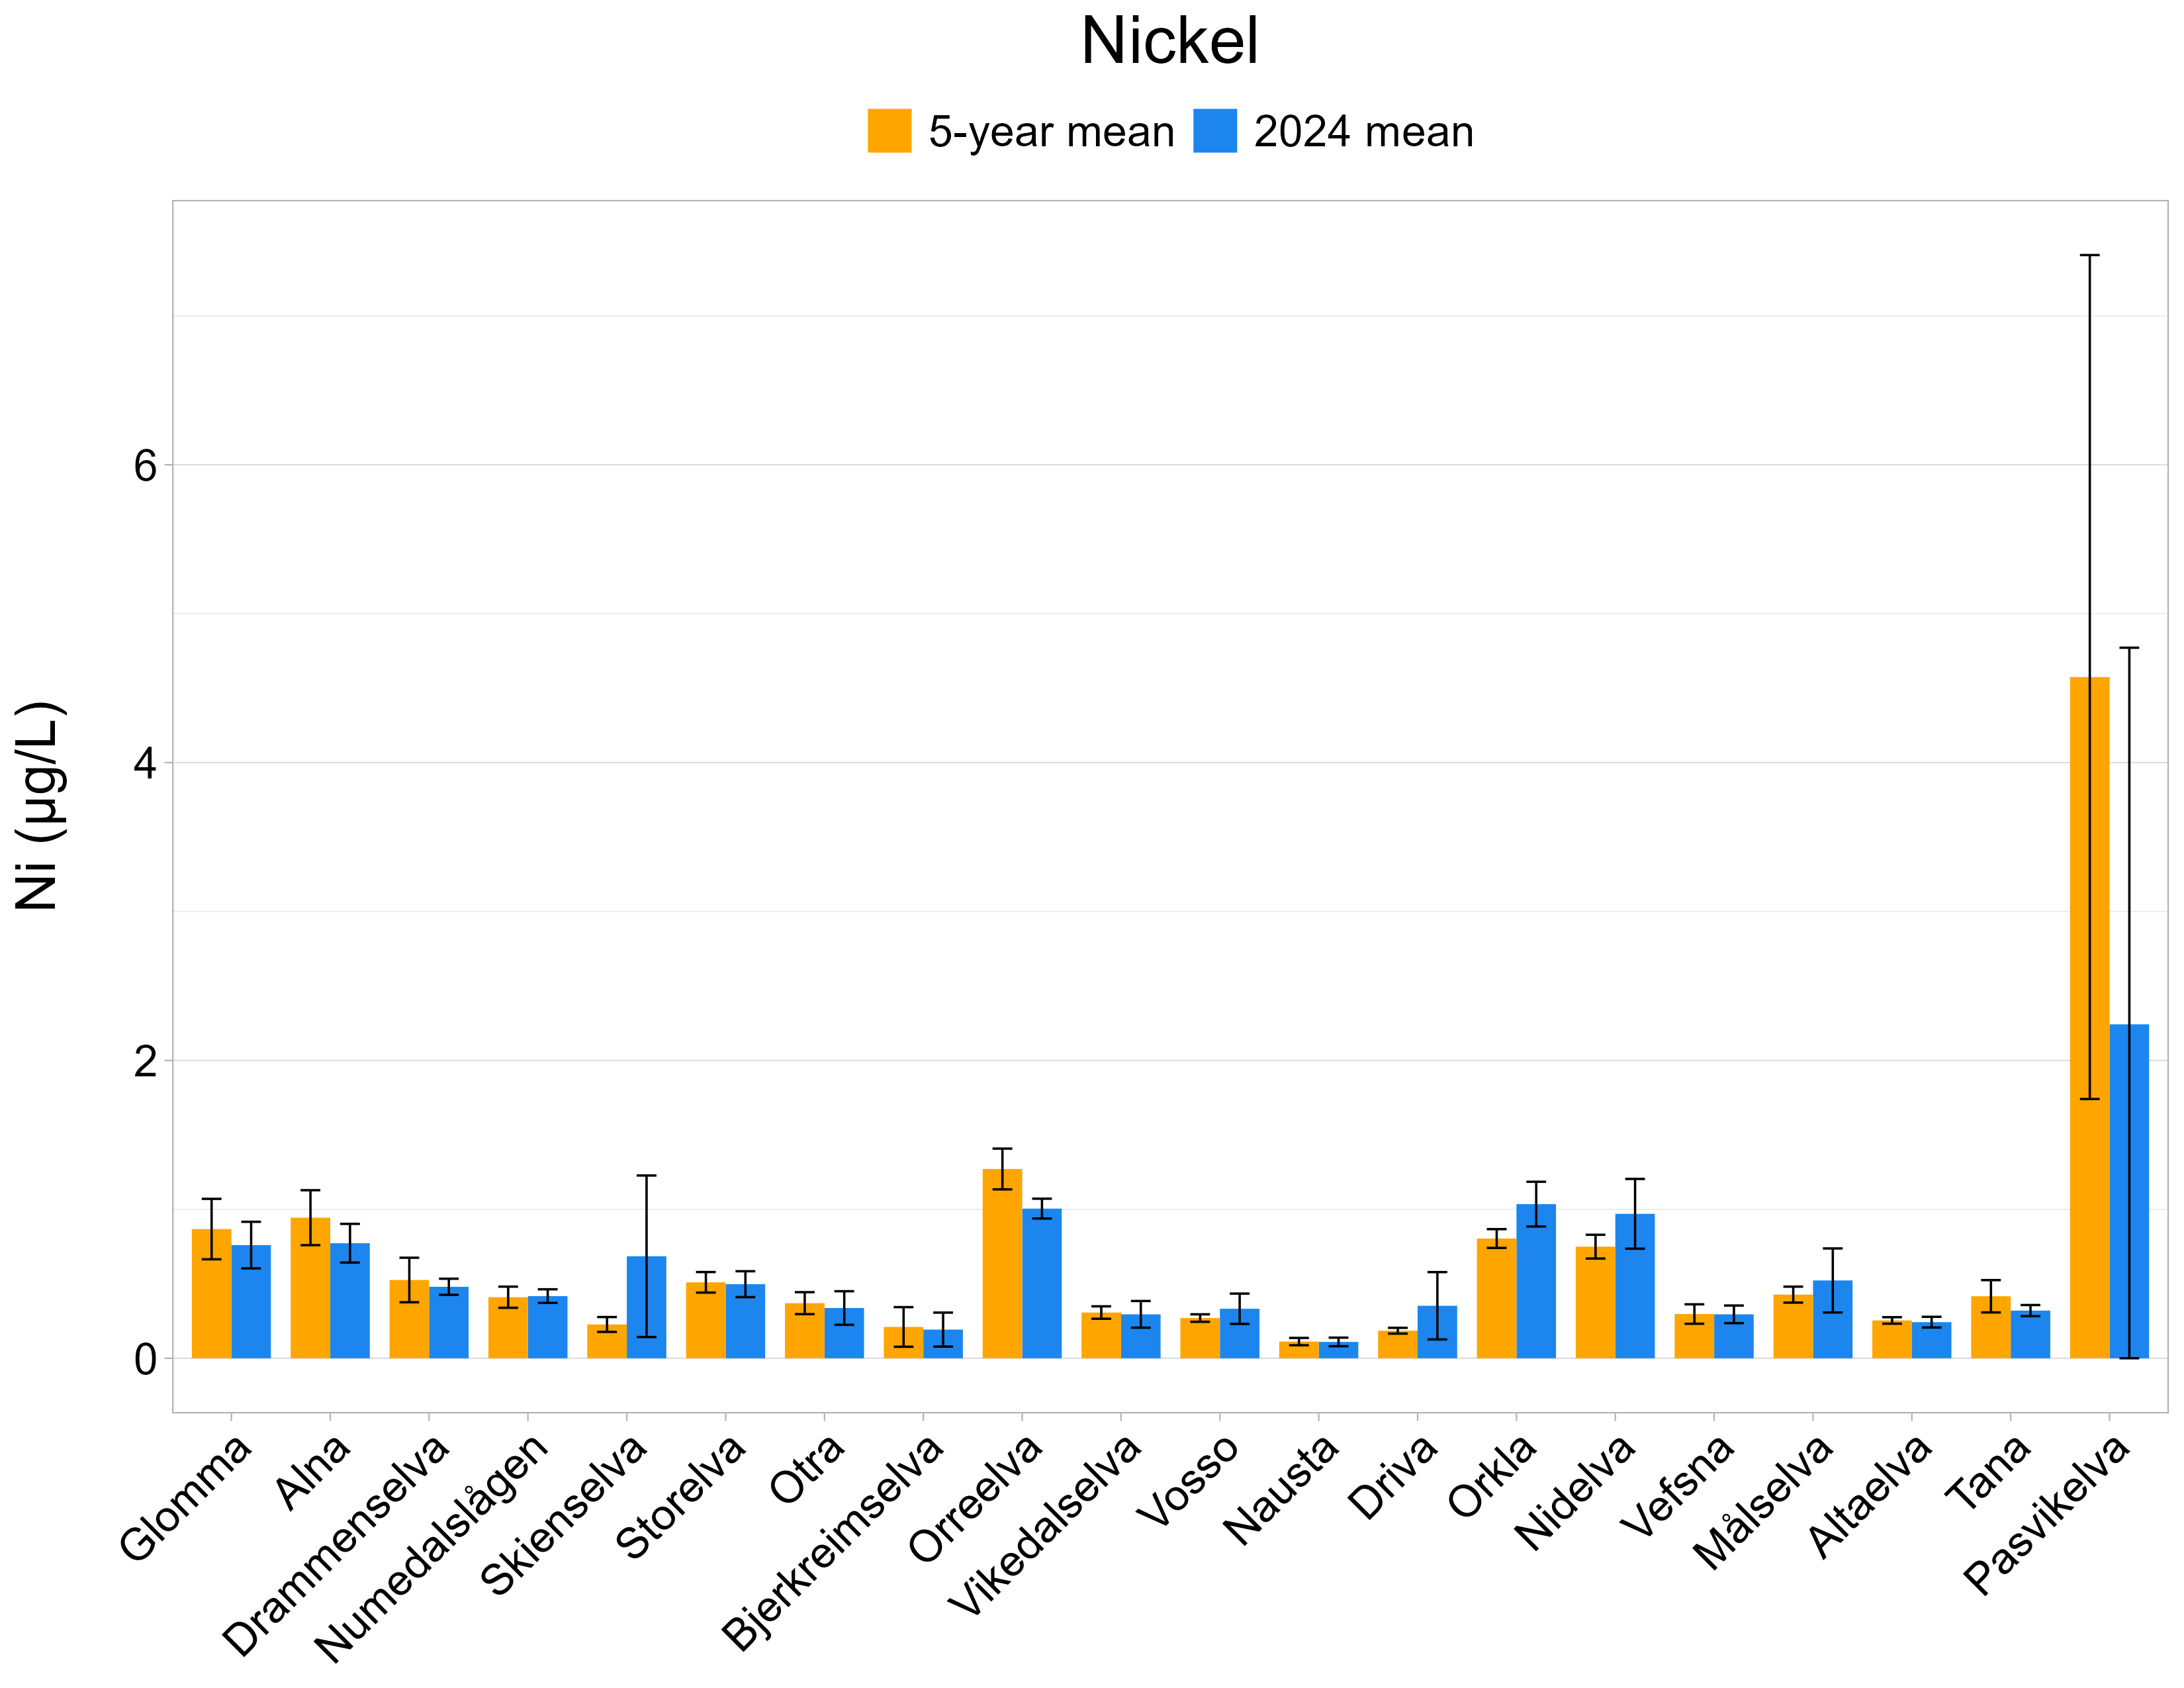 Nickel
5-year mean 2024 mean
Ni (µg/L)
6
4
2
0
Glomma
Alna
Drammenselva
Numedalslågen
Skienselva
Storelva
Otra
Bjerkreimselva
Orreelva
Vikedalselva
Vosso
Nausta
Driva
Orkla
Nidelva
Vefsna
Målselva
Altaelva
Tana
Pasvikelva